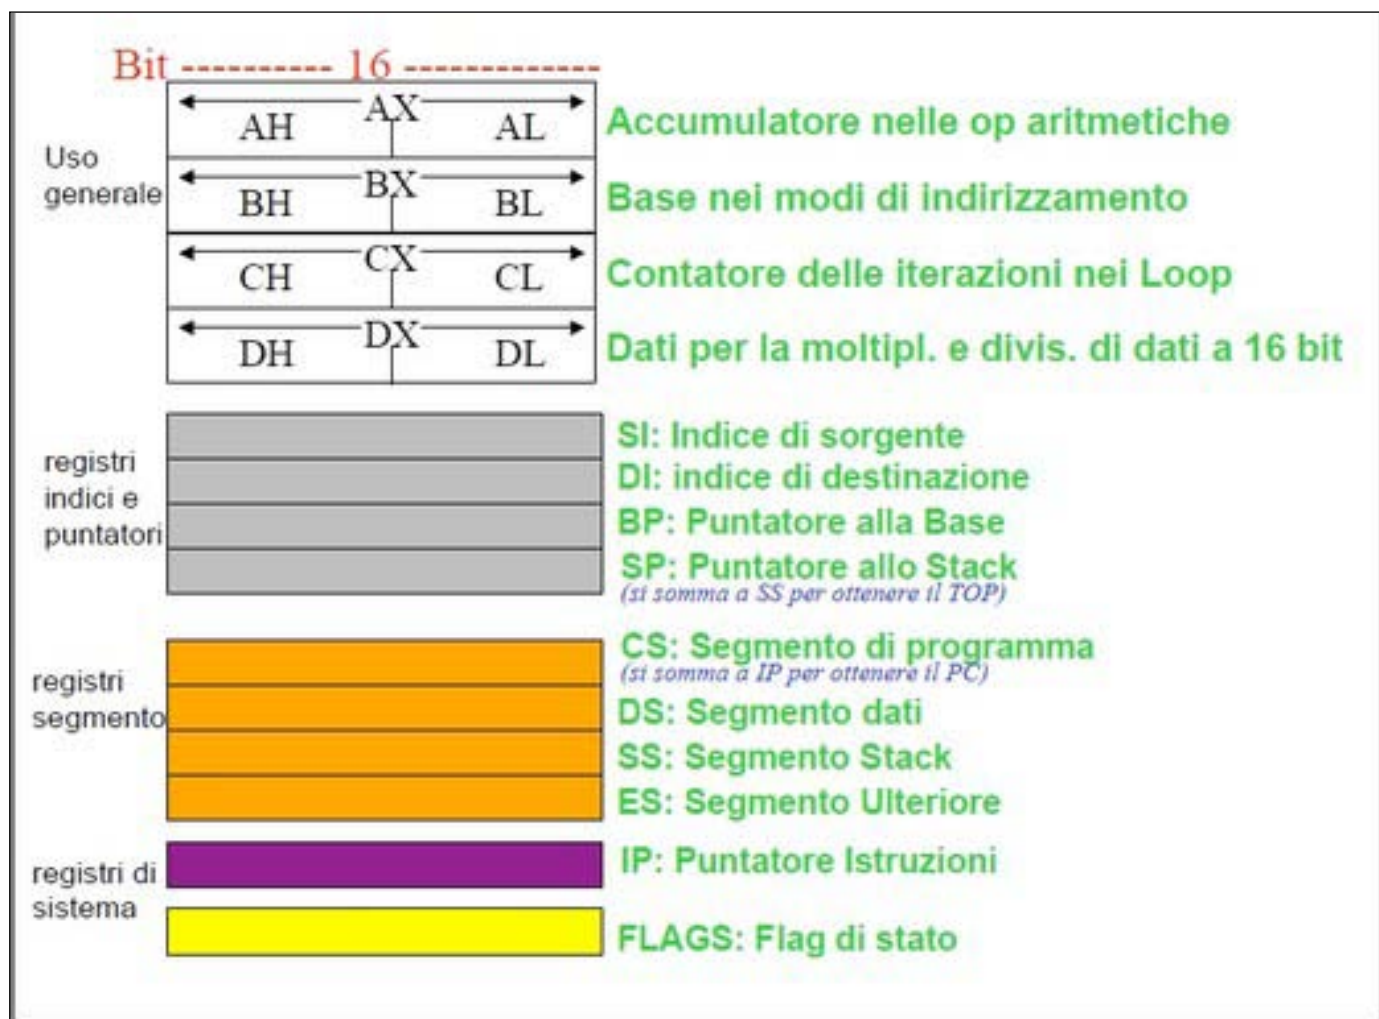 Bit ---------- 16 -------------
Uso
generale
AX
AH AL
Accumulatore nelle op aritmetiche
BX
BH BL
Base nei modi di indirizzamento
CX
CH CL
Contatore delle iterazioni nei Loop
DX
DH DL
Dati per la moltipl. e divis. di dati a 16 bit
registri
indici e
puntatori
SI: Indice di sorgente
DI: indice di destinazione
BP: Puntatore alla Base
SP: Puntatore allo Stack
(si somma a SS per ottenere il TOP)
registri
segmento
CS: Segmento di programma
(si somma a IP per ottenere il PC)
DS: Segmento dati
SS: Segmento Stack
ES: Segmento Ulteriore
registri di
sistema
IP: Puntatore Istruzioni
FLAGS: Flag di stato